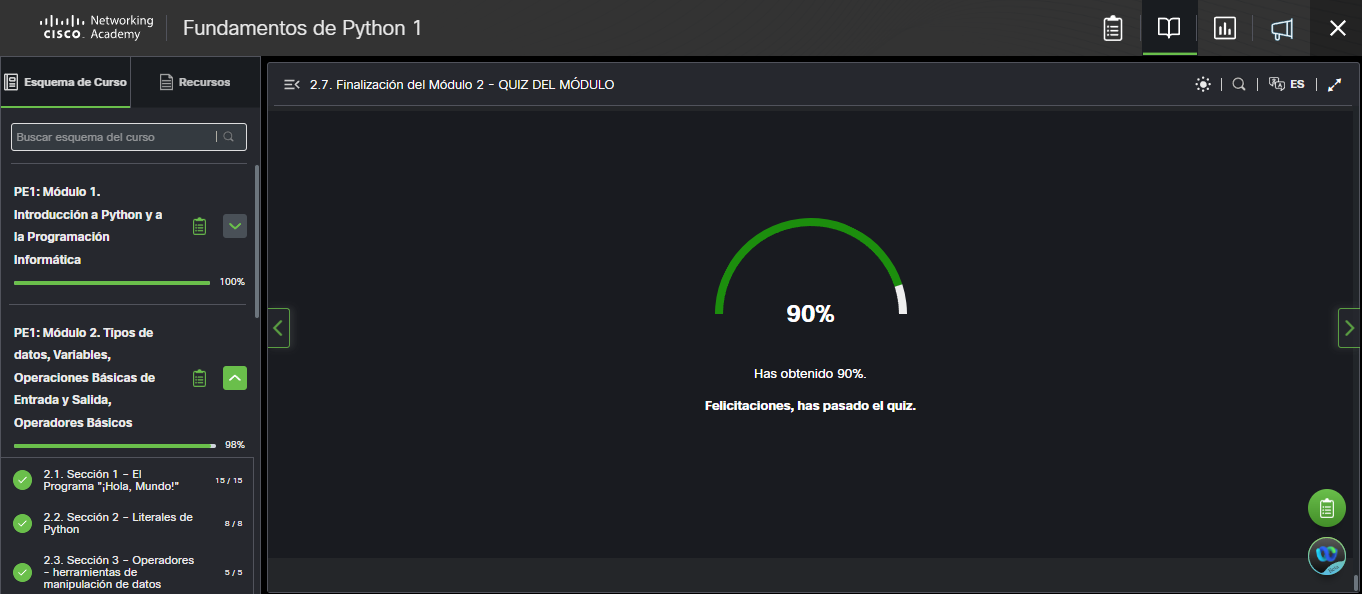 Networking
CISCO Academy
Fundamentos de Python 1
Esquema de Curso
Recursos
Buscar esquema del curso
PE1: Módulo 1.
Introducción a Python y a
la Programación
Informática
100%
PE1: Módulo 2. Tipos de
datos, Variables,
Operaciones Básicas de
Entrada y Salida,
Operadores Básicos
98%
2.1. Sección 1 – El
Programa "¡Hola, Mundo!"
15 / 15
2.2. Sección 2 – Literales de
Python
8 / 8
2.3. Sección 3 – Operadores
– herramientas de
manipulación de datos
5 / 5
2.7. Finalización del Módulo 2 - QUIZ DEL MÓDULO
ES
90%
Has obtenido 90%.
Felicitaciones, has pasado el quiz.